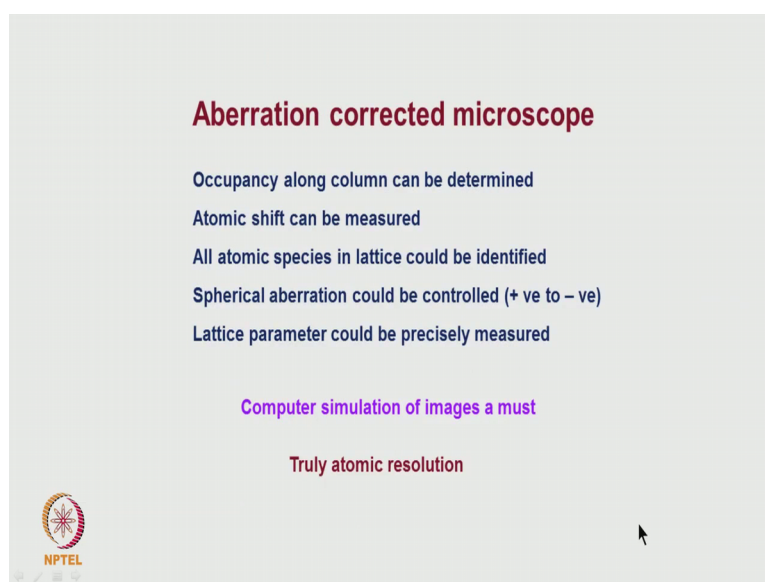 Aberration corrected microscope
Occupancy along column can be determined
Atomic shift can be measured
All atomic species in lattice could be identified
Spherical aberration could be controlled (+ ve to – ve)
Lattice parameter could be precisely measured
Computer simulation of images a must
Truly atomic resolution
NPTEL